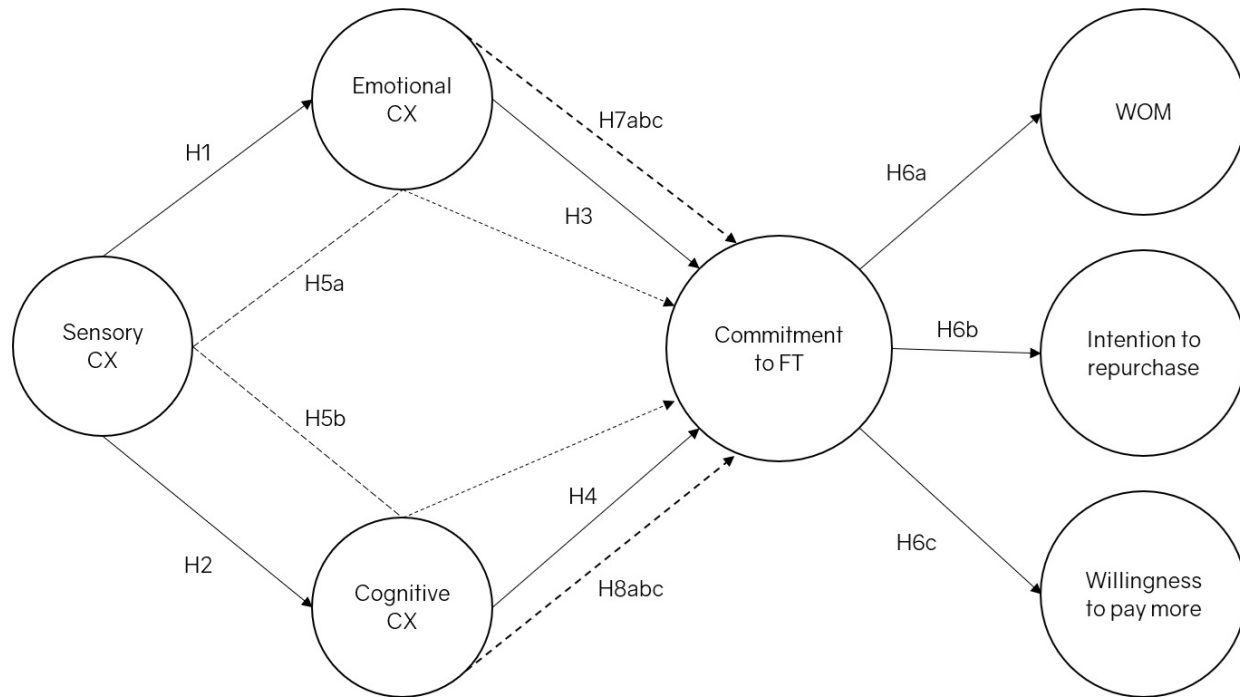 Emotional
CX
WOM
H7abc
H1
H6a
H3
H5a
Sensory
CX
Commitment
to FT
H6b
Intention to
repurchase
H5b
H4
H2
H6c
H8abc
Cognitive
CX
Willingness
to pay more